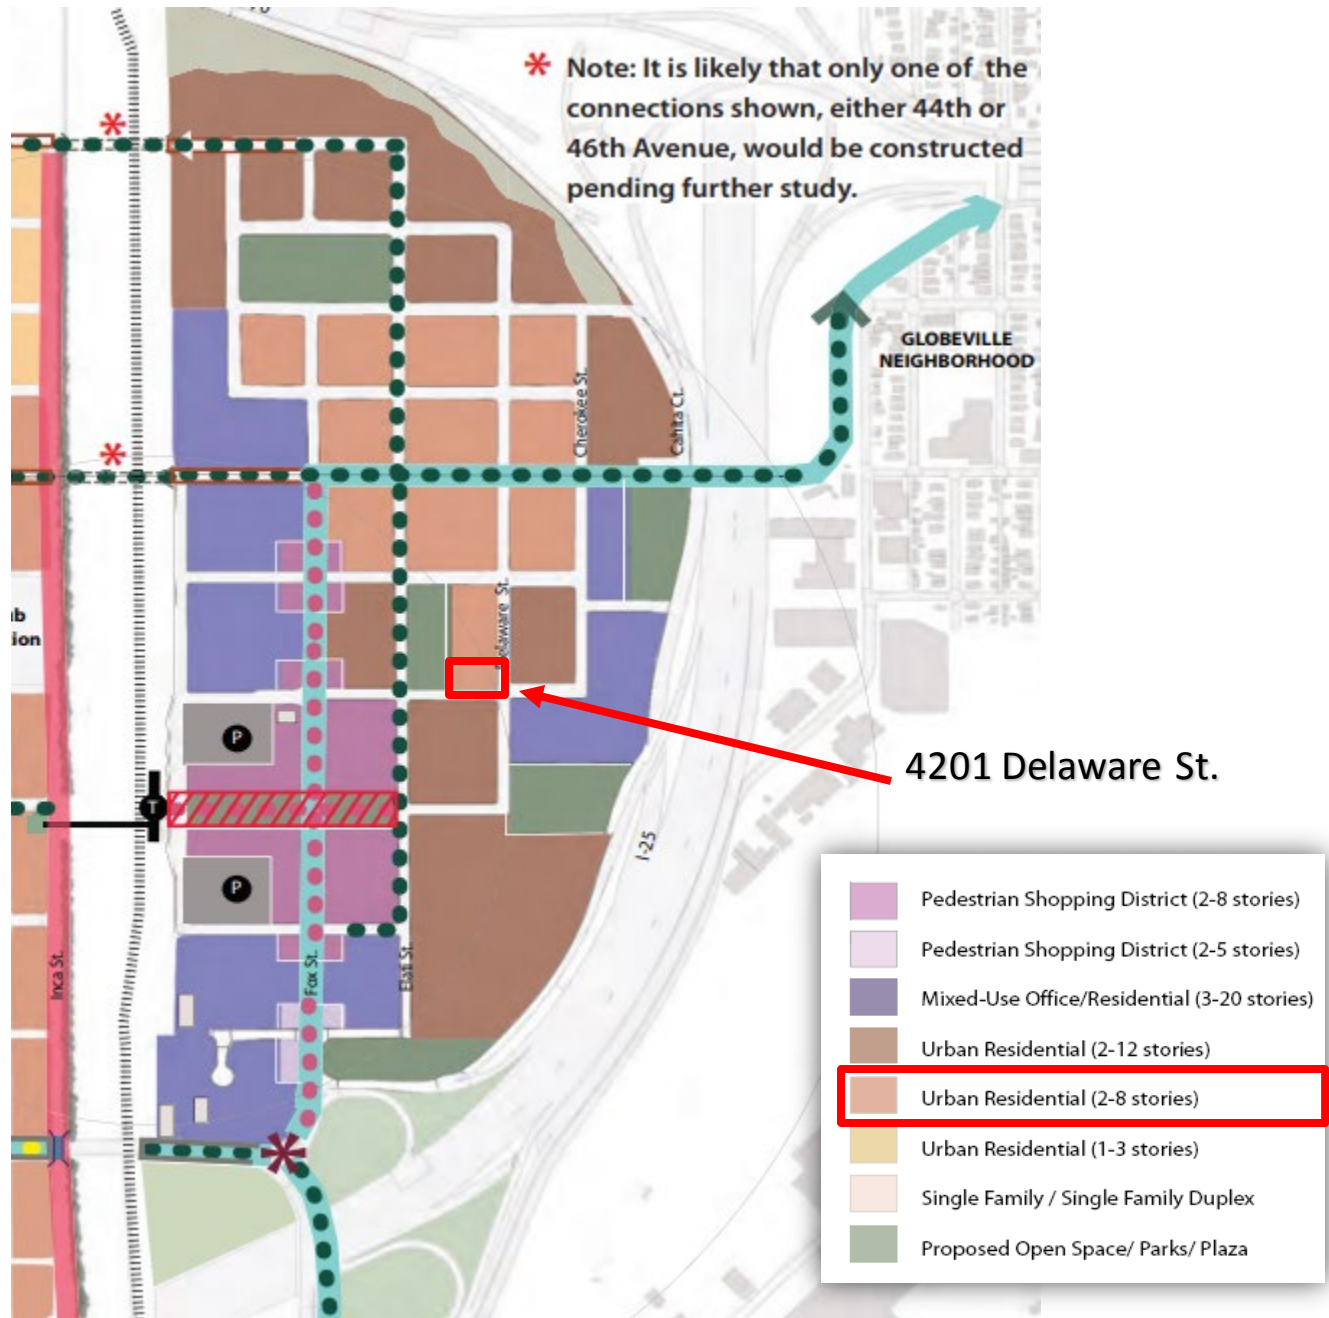 * Note: It is likely that only one of the
connections shown, either 44th or
46th Avenue, would be constructed
pending further study.
*
GLOBEVILLE
NEIGHBORHOOD
Cherokee St.
Cahita Ct.
*
Delaware St.
4201 Delaware St.
P
T
P
I-25
Inca St.
Fox St.
Elati St.
Pedestrian Shopping District (2-8 stories)
Pedestrian Shopping District (2-5 stories)
Mixed-Use Office/Residential (3-20 stories)
Urban Residential (2-12 stories)
Urban Residential (2-8 stories)
Urban Residential (1-3 stories)
Single Family / Single Family Duplex
Proposed Open Space/ Parks/ Plaza